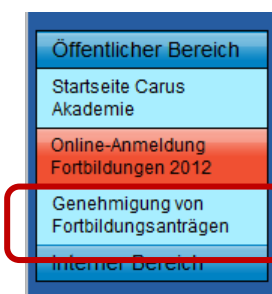 Öffentlicher Bereich
Startseite Carus
Akademie
Online-Anmeldung
Fortbildungen 2012
Genehmigung von
Fortbildungsanträgen
Interner Bereich